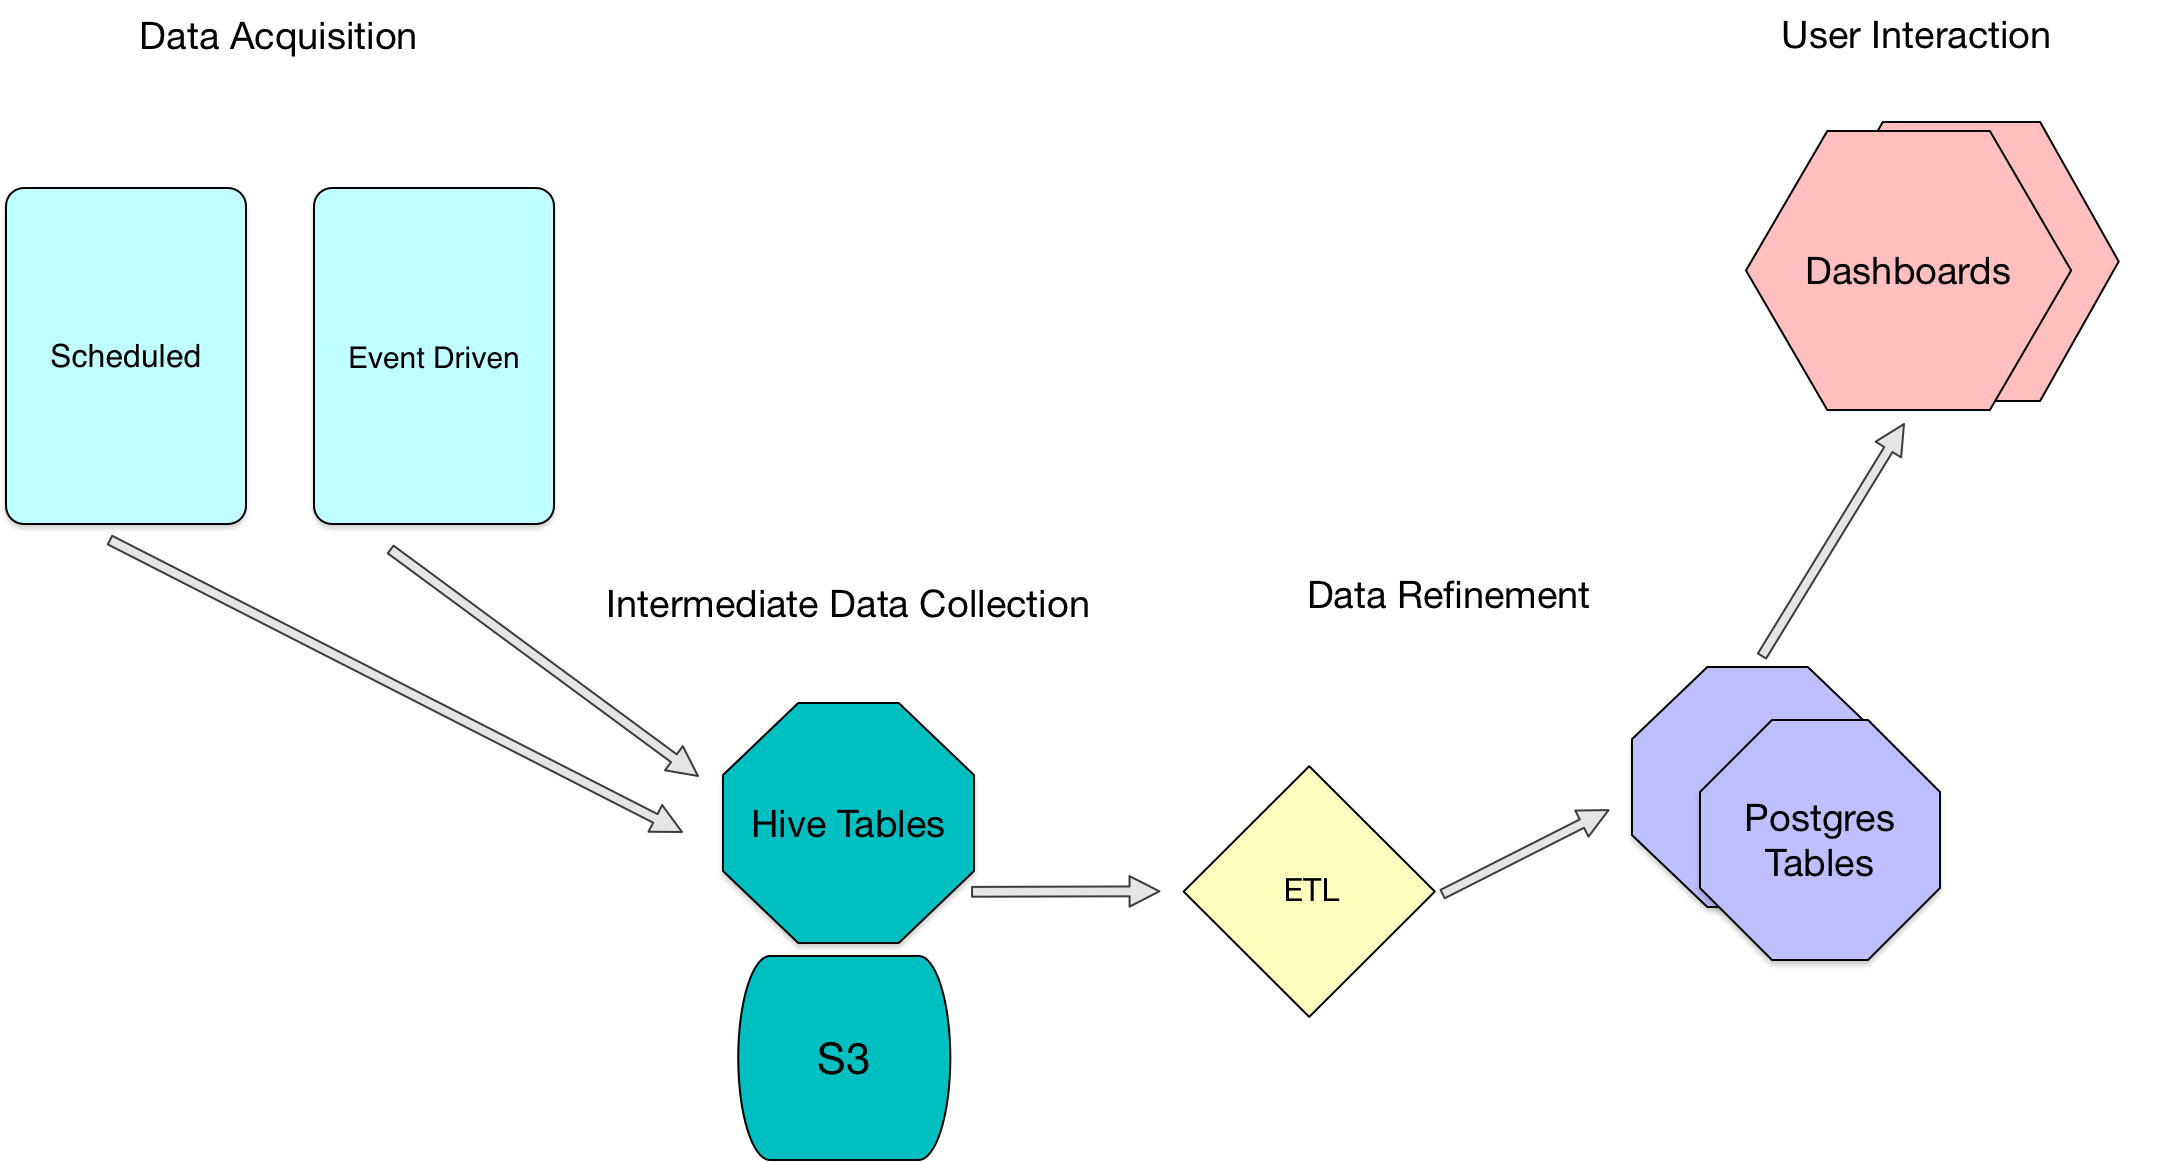 Data Acquisition
User Interaction
Dashboards
Scheduled
Event Driven
Intermediate Data Collection
Data Refinement
Hive Tables
ETL
Postgres
Tables
S3